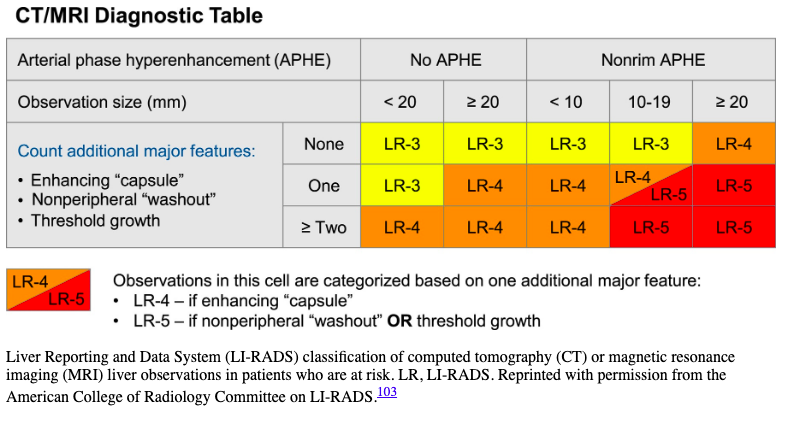 CT/MRI Diagnostic Table
Arterial phase hyperenhancement (APHE) No APHE Nonrim APHE
Observation size (mm) < 20 ≥ 20 < 10 10-19 ≥ 20
Count additional major features:
• Enhancing “capsule”
• Nonperipheral “washout”
• Threshold growth
None LR-3 LR-3 LR-3 LR-3 LR-4
One LR-3 LR-4 LR-4 LR-4 LR-5 LR-5
≥ Two LR-4 LR-4 LR-4 LR-5 LR-5
LR-4
LR-5
Observations in this cell are categorized based on one additional major feature:
• LR-4 – if enhancing “capsule”
• LR-5 – if nonperipheral “washout” OR threshold growth
Liver Reporting and Data System (LI-RADS) classification of computed tomography (CT) or magnetic resonance
imaging (MRI) liver observations in patients who are at risk. LR, LI-RADS. Reprinted with permission from the
American College of Radiology Committee on LI-RADS.103